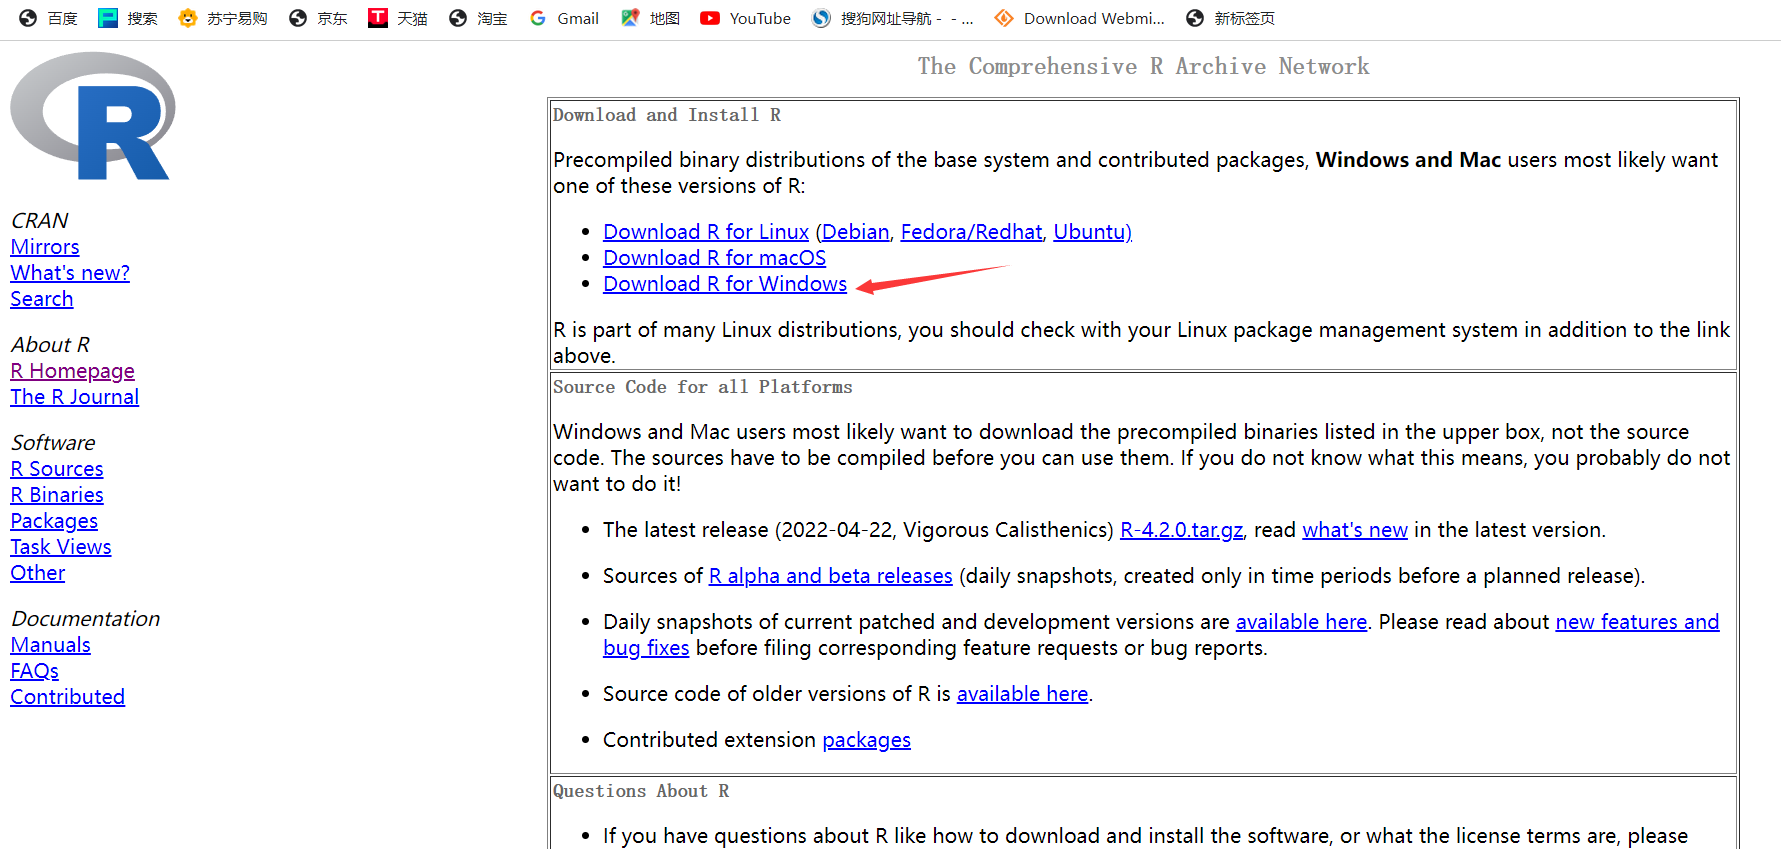 百度 搜索 苏宁易购 京东 T 天猫 淘宝 Gmail 地图 YouTube 搜狗网址导航 - - ... Download Webmi... 新标签页
R
CRAN
Mirrors
What's new?
Search
About R
R Homepage
The R Journal
Software
R Sources
R Binaries
Packages
Task Views
Other
Documentation
Manuals
FAQs
Contributed
The Comprehensive R Archive Network
Download and Install R
Precompiled binary distributions of the base system and contributed packages, Windows and Mac users most likely want
one of these versions of R:
• Download R for Linux (Debian, Fedora/Redhat, Ubuntu)
• Download R for macOS
• Download R for Windows
R is part of many Linux distributions, you should check with your Linux package management system in addition to the link
above.
Source Code for all Platforms
Windows and Mac users most likely want to download the precompiled binaries listed in the upper box, not the source
code. The sources have to be compiled before you can use them. If you do not know what this means, you probably do not
want to do it!
• The latest release (2022-04-22, Vigorous Calisthenics) R-4.2.0.tar.gz, read what's new in the latest version.
• Sources of R alpha and beta releases (daily snapshots, created only in time periods before a planned release).
• Daily snapshots of current patched and development versions are available here. Please read about new features and
bug fixes before filing corresponding feature requests or bug reports.
• Source code of older versions of R is available here.
• Contributed extension packages
Questions About R
• If you have questions about R like how to download and install the software, or what the license terms are, please